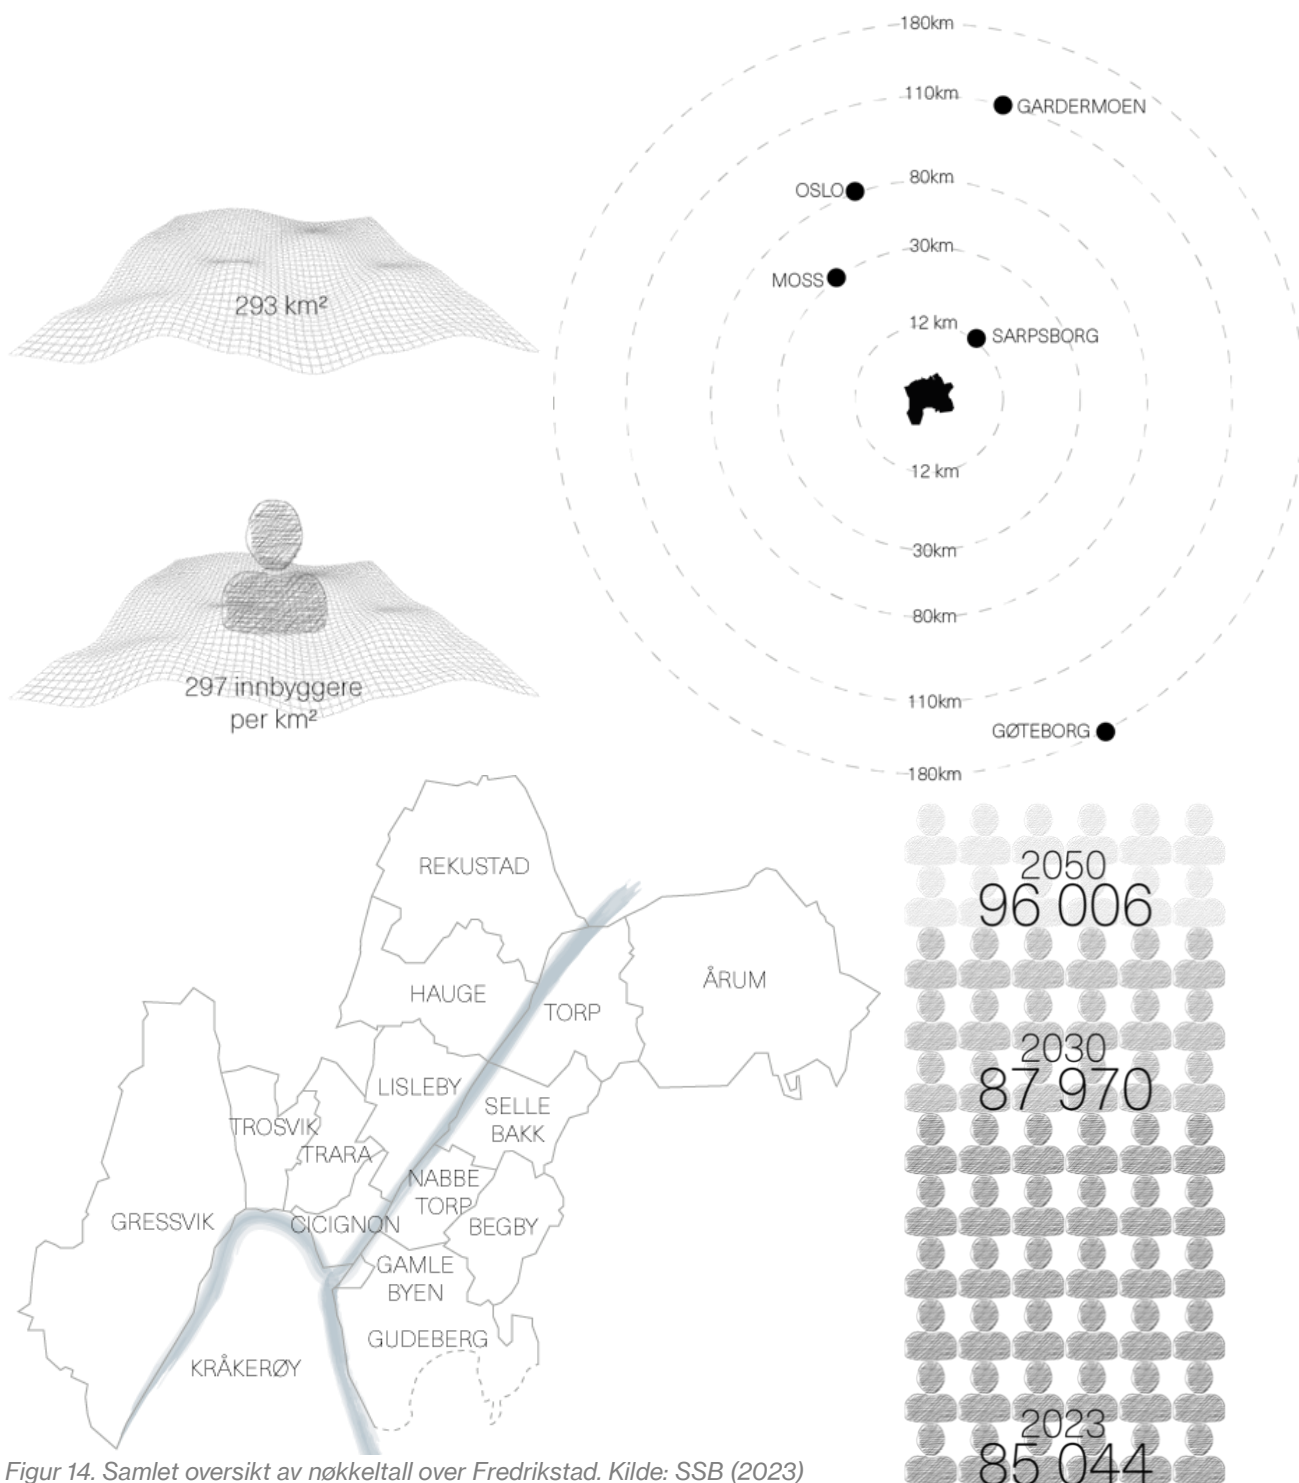 180km
110km
GARDERMOEN
80km
OSLO
30km
MOSS
12 km
SARPSBORG
12 km
30km
80km
110km
GØTEBORG
180km
293 km²
297 innbyggere
per km²
REKUSTAD
HAUGE
TORP
ÅRUM
LISLEBY
SELLE
BAKK
TROSVIK
TRARA
NABBE
TORP
GRESSVIK
CICIGNON
BEGBY
GAMLE
BYEN
GUDEBERG
KRÅKERØY
2050
96 006
2030
87 970
2023
85 044
Figur 14. Samlet oversikt av nøkkeltall over Fredrikstad. Kilde: SSB (2023)